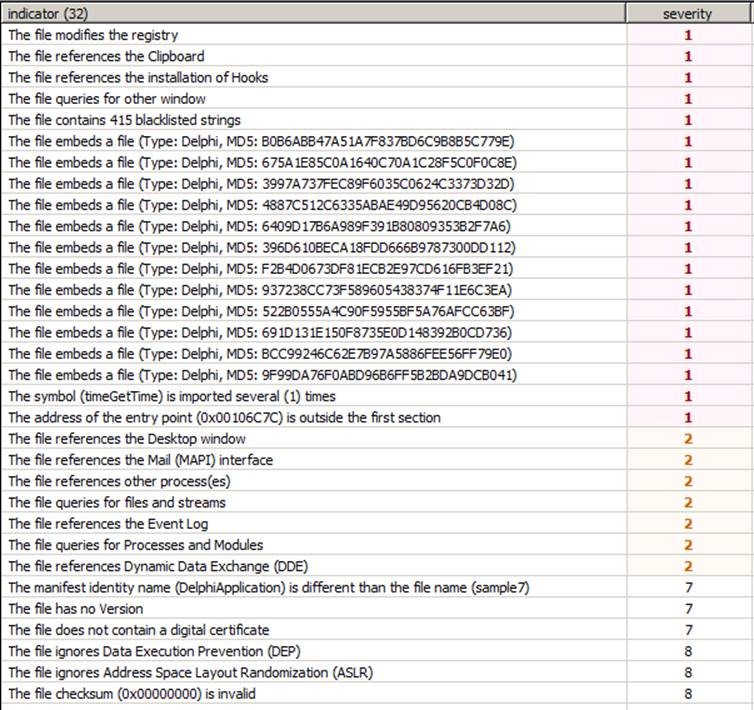 indicator (32) severity
The file modifies the registry 1
The file references the Clipboard 1
The file references the installation of Hooks 1
The file queries for other window 1
The file contains 415 blacklisted strings 1
The file embeds a file (Type: Delphi, MD5: B0B6ABB47A51A7F837BD6C9B8B5C779E) 1
The file embeds a file (Type: Delphi, MD5: 675A1E85C0A1640C70A1C28F5C0F0C8E) 1
The file embeds a file (Type: Delphi, MD5: 3997A737FEC89F6035C0624C3373D32D) 1
The file embeds a file (Type: Delphi, MD5: 4887C512C6335ABAE49D95620CB4D08C) 1
The file embeds a file (Type: Delphi, MD5: 6409D17B6A989F391B80809353B2F7A6) 1
The file embeds a file (Type: Delphi, MD5: 396D610BECA18FDD666B9787300DD112) 1
The file embeds a file (Type: Delphi, MD5: F2B4D0673DF81ECB2E97CD616FB3EF21) 1
The file embeds a file (Type: Delphi, MD5: 937238CC73F589605438374F11E6C3EA) 1
The file embeds a file (Type: Delphi, MD5: 522B0555A4C90F5955BF5A76AFCC63BF) 1
The file embeds a file (Type: Delphi, MD5: 691D131E150F8735E0D148392B0CD736) 1
The file embeds a file (Type: Delphi, MD5: BCC99246C62E7B97A5886FEE56FF79E0) 1
The file embeds a file (Type: Delphi, MD5: 9F99DA76F0ABD96B6FF5B2BDA9DCB041) 1
The symbol (timeGetTime) is imported several (1) times 1
The address of the entry point (0x00106C7C) is outside the first section 1
The file references the Desktop window 2
The file references the Mail (MAPI) interface 2
The file references other process(es) 2
The file queries for files and streams 2
The file references the Event Log 2
The file queries for Processes and Modules 2
The file references Dynamic Data Exchange (DDE) 2
The manifest identity name (DelphiApplication) is different than the file name (sample7) 7
The file has no Version 7
The file does not contain a digital certificate 7
The file ignores Data Execution Prevention (DEP) 8
The file ignores Address Space Layout Randomization (ASLR) 8
The file checksum (0x00000000) is invalid 8